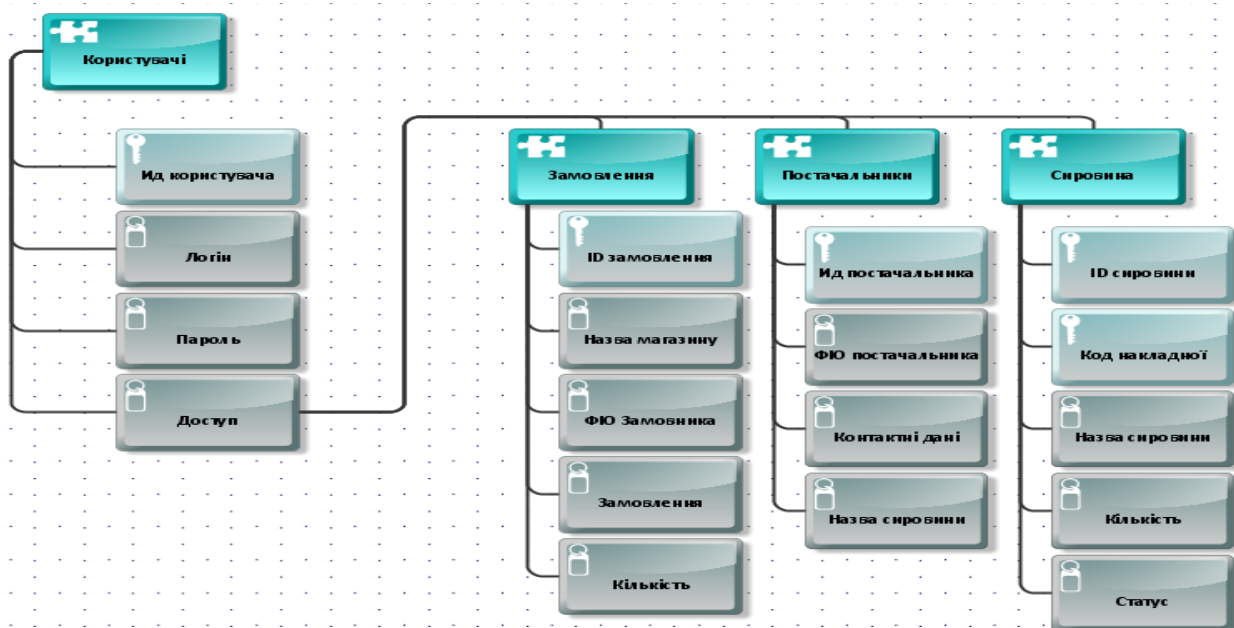 Користувачі
Ид користувача
Логін
Пароль
Доступ
Замовлення
ID замовлення
Назва магазину
ФЮ Замовника
Замовлення
Кількість
Постачальники
Ид постачальника
ФЮ постачальника
Контактні дані
Назва сировини
Сировина
ID сировини
Код накладної
Назва сировини
Кількість
Статус